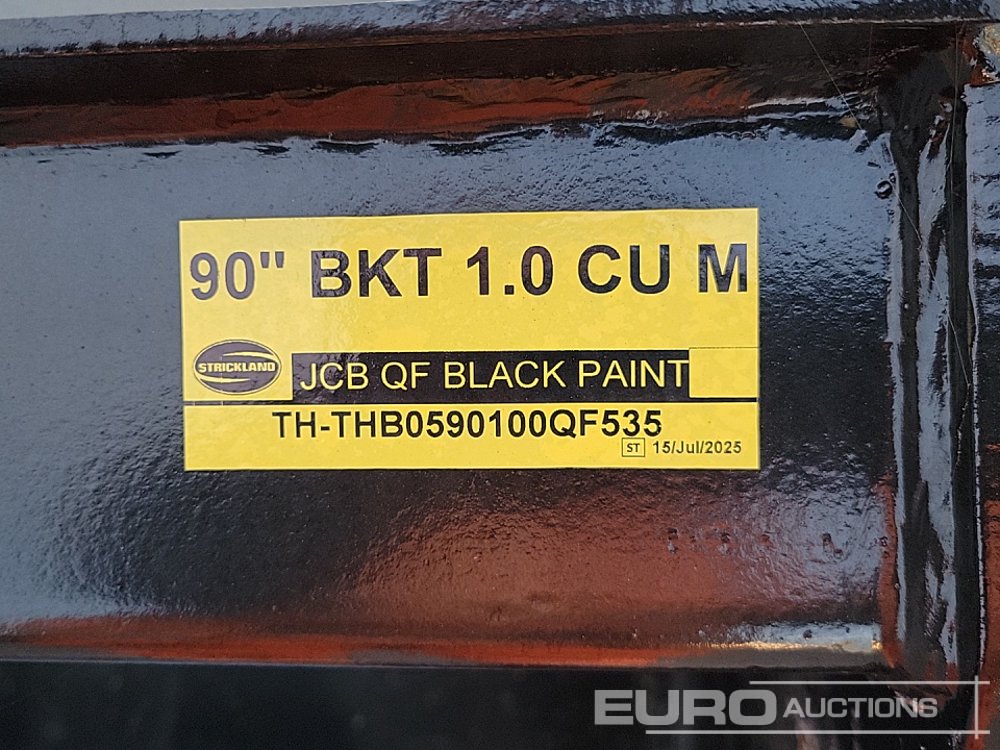 90" BKT 1.0 CU M
STRICKLAND
JCB QF BLACK PAINT
TH-THB0590100QF535
ST 15/Jul/2025
EURO AUCTIONS